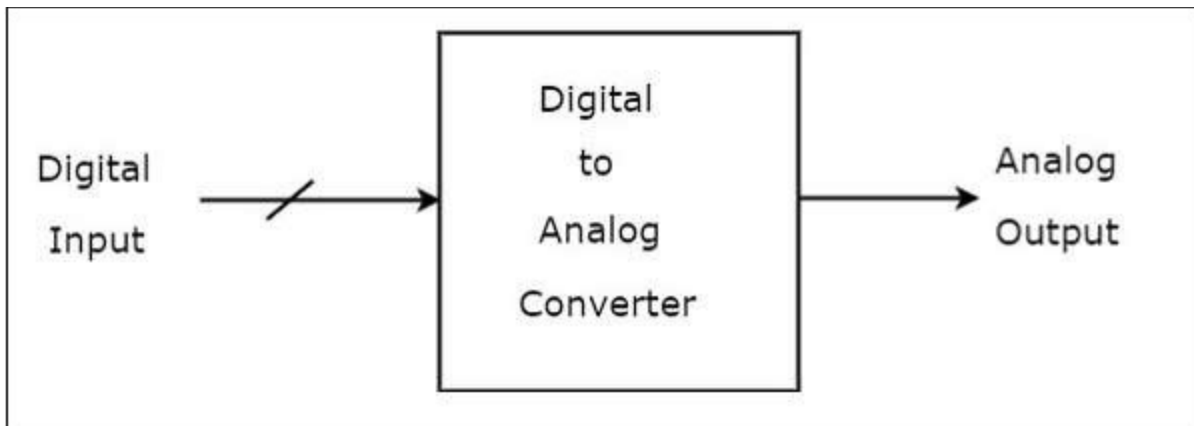 Digital
Input
Digital
to
Analog
Converter
Analog
Output